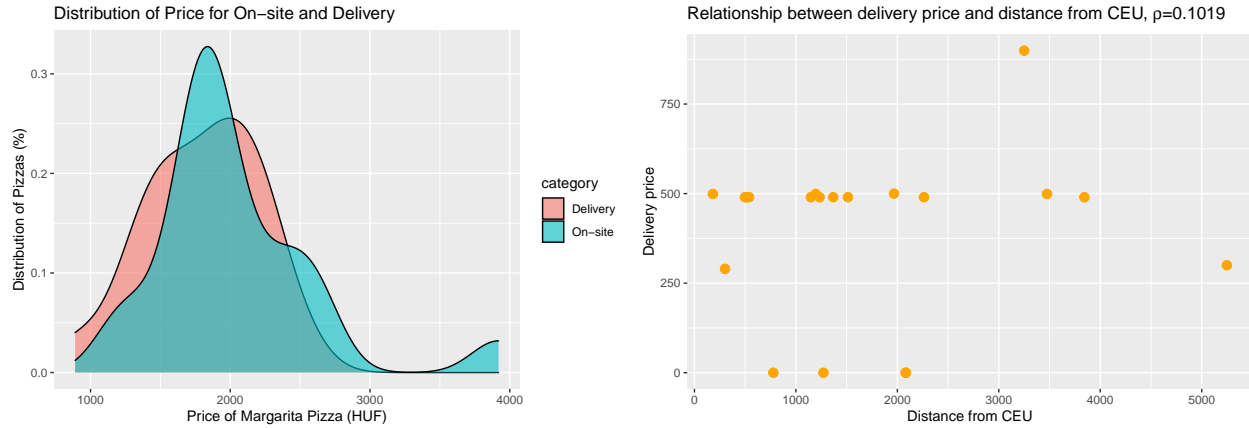 Distribution of Price for On−site and Delivery
0.3
0.2
0.1
0.0
Distribution of Pizzas (%)
1000 2000 3000 4000
Price of Margarita Pizza (HUF)
category
Delivery
On−site
Relationship between delivery price and distance from CEU, ρ=0.1019
750
500
250
0
Delivery price
0 1000 2000 3000 4000 5000
Distance from CEU